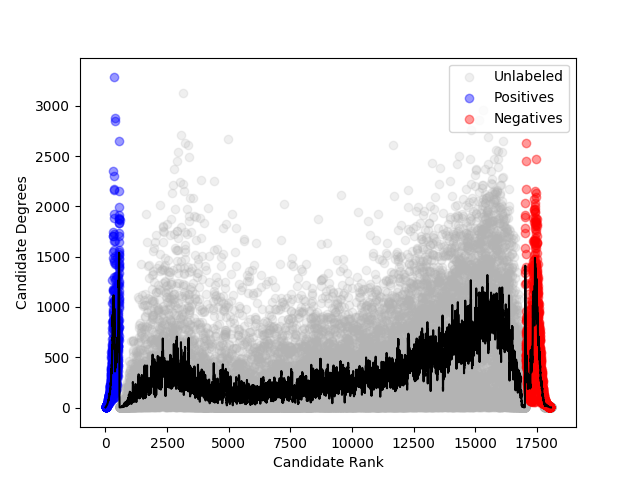 Unlabeled
Positives
Negatives
3000
2500
2000
1500
1000
500
0
Candidate Degrees
0 2500 5000 7500 10000 12500 15000 17500
Candidate Rank